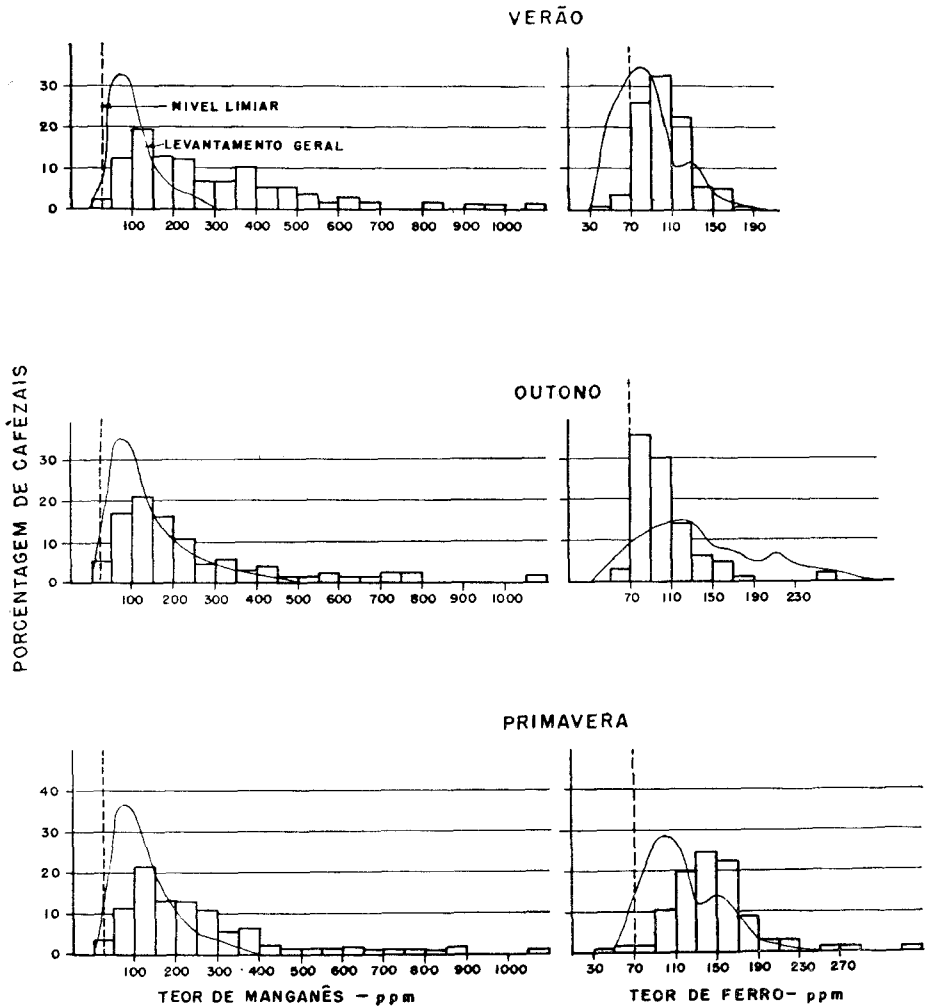 VERÃO
30
20
10
0
NIVEL LIMIAR
LEVANTAMENTO GERAL
100 200 300 400 500 600 700 800 900 1000
30 70 110 150 190
PORCENTAGEM DE CAFÈZAIS
OUTONO
30
20
10
0
100 200 300 400 500 600 700 800 900 1000
70 110 150 190 230
PRIMAVERA
40
30
20
10
0
100 200 300 400 500 600 700 800 900 1000
30 70 110 150 190 230 270
TEOR DE MANGANÊS — ppm
TEOR DE FERRO— ppm